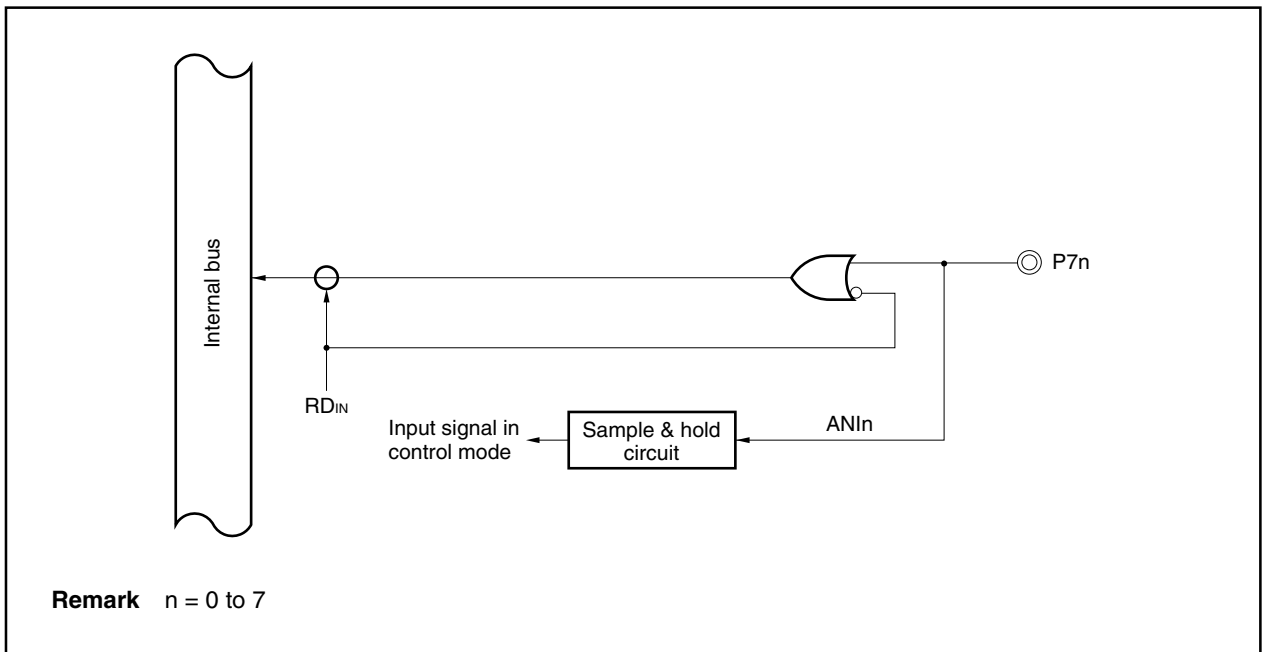 Internal bus
P7n
RDIN
Input signal in
control mode
Sample & hold
circuit
ANIn
Remark n = 0 to 7